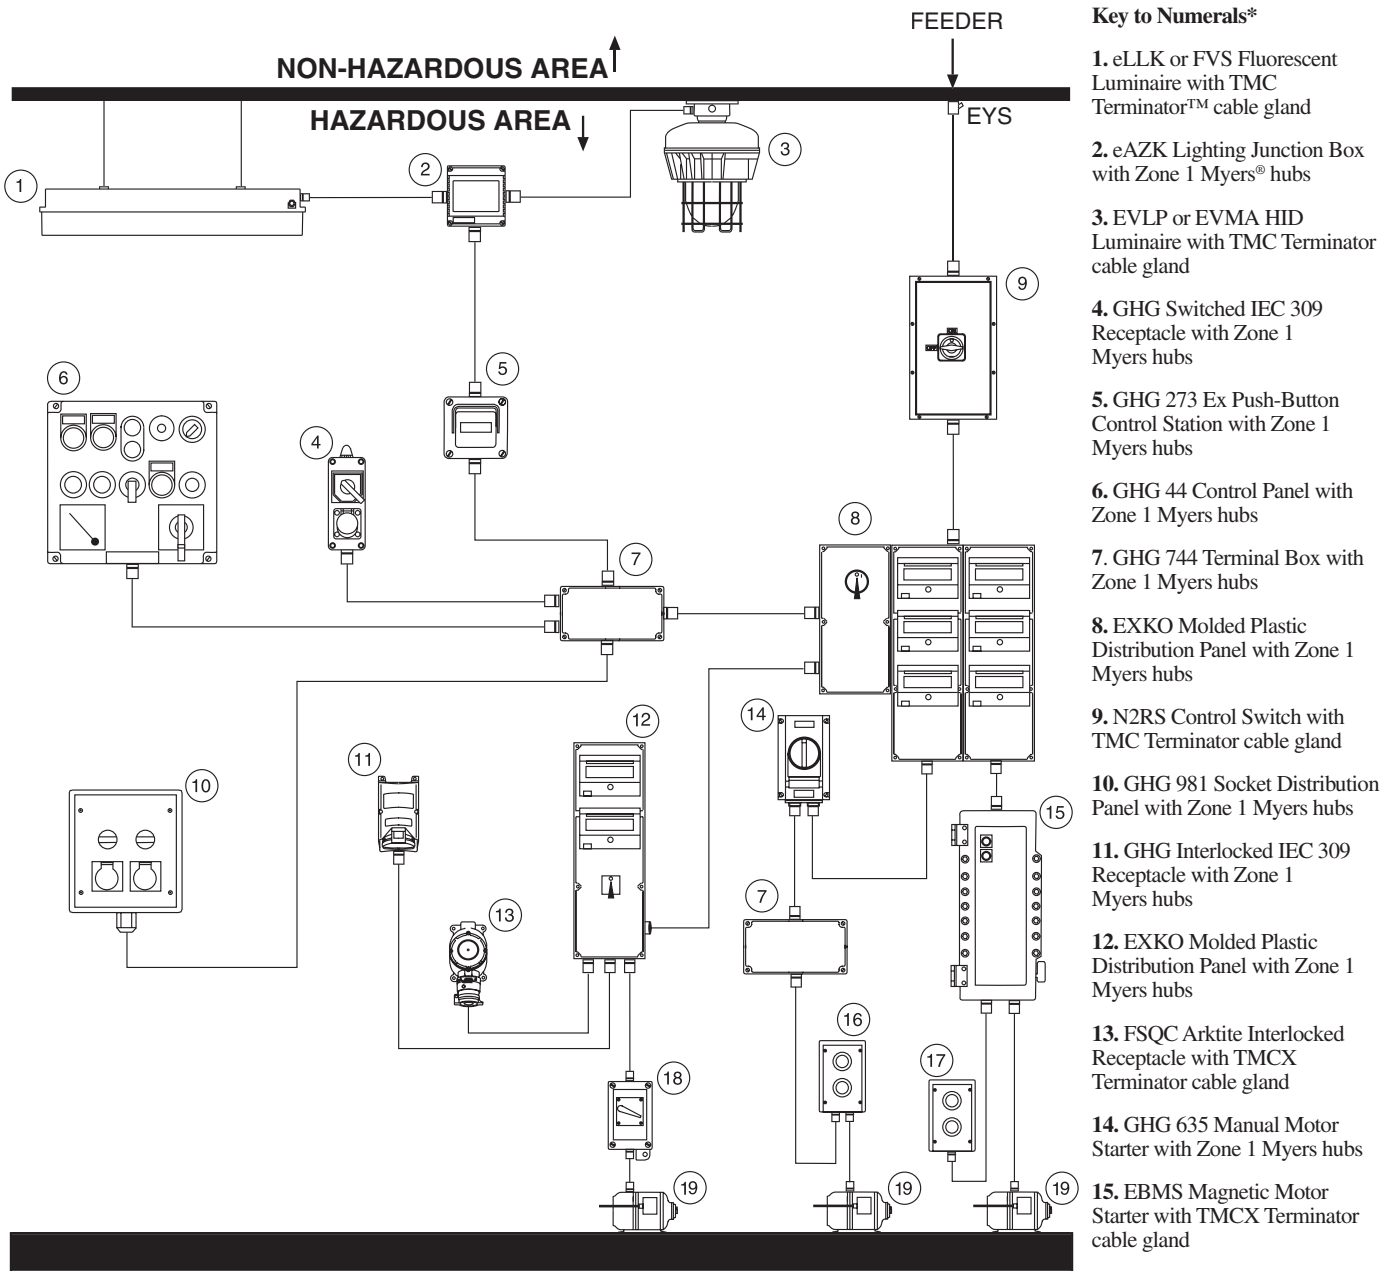 FEEDER
NON-HAZARDOUS AREA
HAZARDOUS AREA
EYS
1
2
3
9
6
5
4
8
7
12
14
11
10
15
13
7
16
17
18
19
19
19
ON
OFF
Key to Numerals*
1. eLLK or FVS Fluorescent
Luminaire with TMC
Terminator™ cable gland
2. eAZK Lighting Junction Box
with Zone 1 Myers® hubs
3. EVLP or EVMA HID
Luminaire with TMC Terminator
cable gland
4. GHG Switched IEC 309
Receptacle with Zone 1
Myers hubs
5. GHG 273 Ex Push-Button
Control Station with Zone 1
Myers hubs
6. GHG 44 Control Panel with
Zone 1 Myers hubs
7. GHG 744 Terminal Box with
Zone 1 Myers hubs
8. EXKO Molded Plastic
Distribution Panel with Zone 1
Myers hubs
9. N2RS Control Switch with
TMC Terminator cable gland
10. GHG 981 Socket Distribution
Panel with Zone 1 Myers hubs
11. GHG Interlocked IEC 309
Receptacle with Zone 1
Myers hubs
12. EXKO Molded Plastic
Distribution Panel with Zone 1
Myers hubs
13. FSQC Arktite Interlocked
Receptacle with TMCX
Terminator cable gland
14. GHG 635 Manual Motor
Starter with Zone 1 Myers hubs
15. EBMS Magnetic Motor
Starter with TMCX Terminator
cable gland